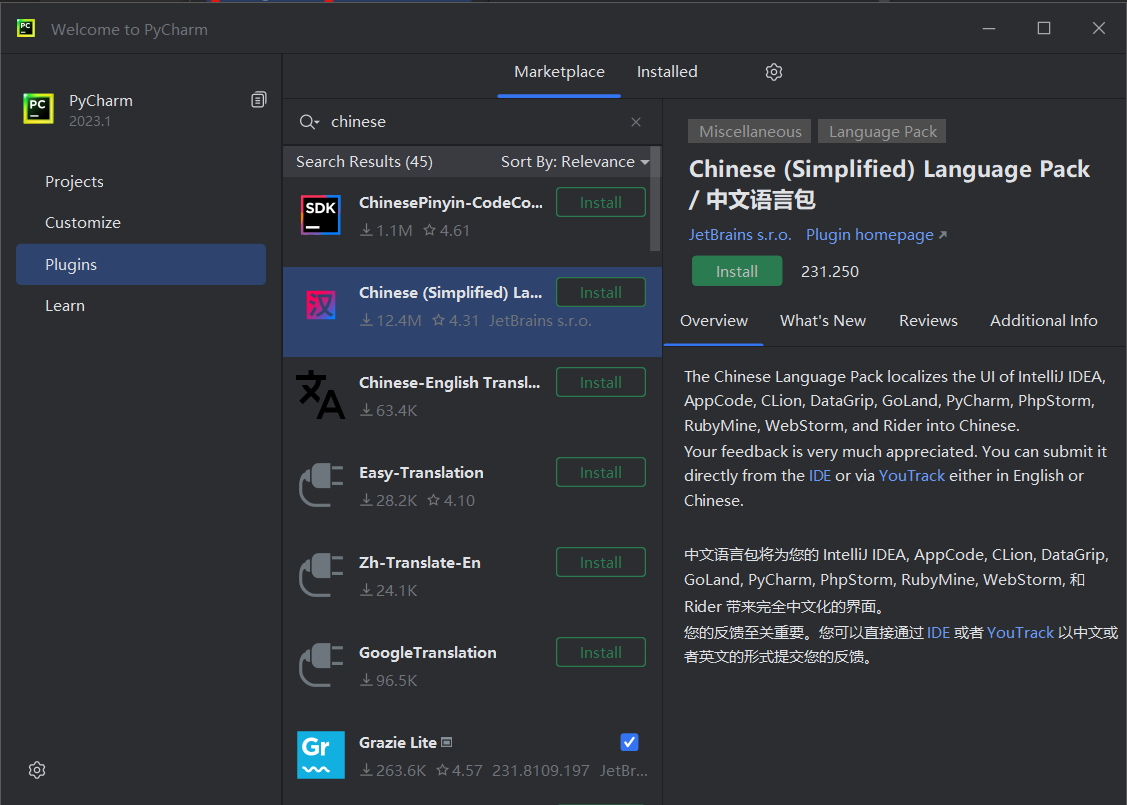 PC
Welcome to PyCharm
PC
PyCharm
2023.1
Projects
Customize
Plugins
Learn
Marketplace
Installed
chinese
Search Results (45)
Sort By: Relevance
SDK
ChinesePinyin-CodeCo...
Install
1.1M
4.61
汉
Chinese (Simplified) La...
Install
12.4M
4.31
JetBrains s.r.o.
Chinese-English Transl...
Install
63.4K
Easy-Translation
Install
28.2K
4.10
Zh-Translate-En
Install
24.1K
GoogleTranslation
Install
96.5K
Gr
Grazie Lite
263.6K
4.57
231.8109.197
JetBr...
Miscellaneous
Language Pack
Chinese (Simplified) Language Pack
/ 中文语言包
JetBrains s.r.o.
Plugin homepage
Install
231.250
Overview
What's New
Reviews
Additional Info
The Chinese Language Pack localizes the UI of IntelliJ IDEA,
AppCode, CLion, DataGrip, GoLand, PyCharm, PhpStorm,
RubyMine, WebStorm, and Rider into Chinese.
Your feedback is very much appreciated. You can submit it
directly from the IDE or via YouTrack either in English or
Chinese.
中文语言包将为您的 IntelliJ IDEA, AppCode, CLion, DataGrip,
GoLand, PyCharm, PhpStorm, RubyMine, WebStorm, 和
Rider 带来完全中文化的界面。
您的反馈至关重要。您可以直接通过 IDE 或者 YouTrack 以中文或
者英文的形式提交您的反馈。